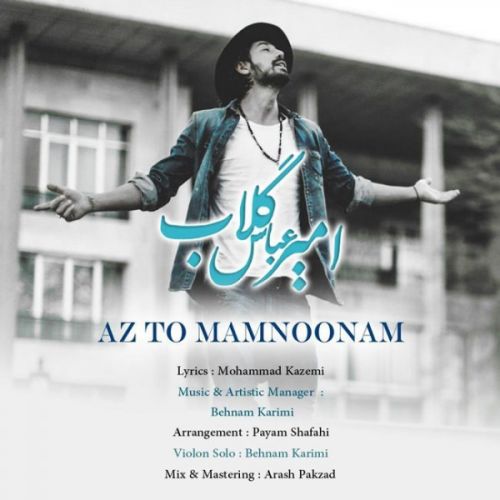 امیرعباس گلاب
AZ TO MAMNOONAM
Lyrics : Mohammad Kazemi
Music & Artistic Manager :
Behnam Karimi
Arrangement : Payam Shafahi
Violon Solo : Behnam Karimi
Mix & Mastering : Arash Pakzad